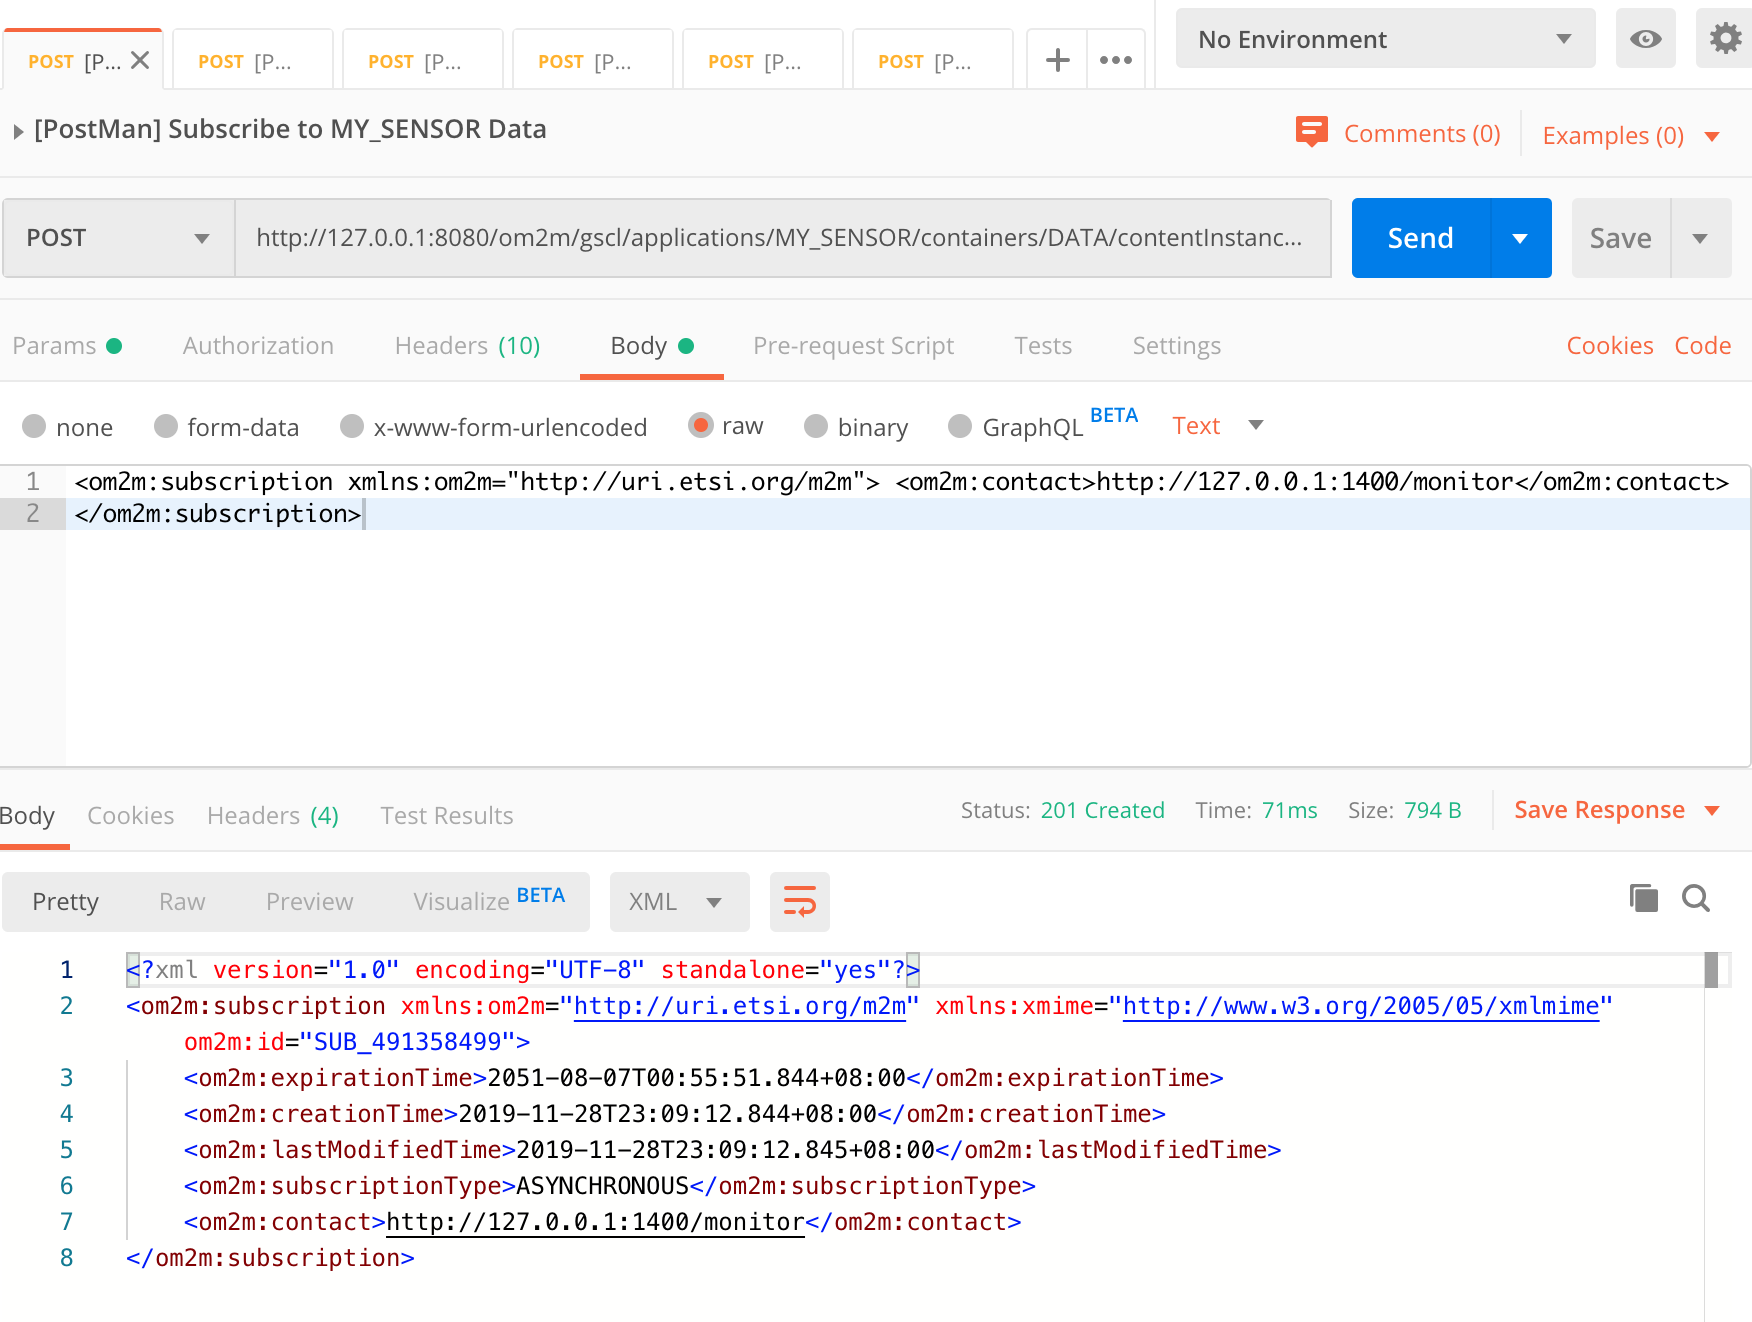 POST [P... POST [P... POST [P... POST [P... POST [P... POST [P... No Environment
[PostMan] Subscribe to MY_SENSOR Data Comments (0) Examples (0)
POST http://127.0.0.1:8080/om2m/gscl/applications/MY_SENSOR/containers/DATA/contentInstanc... Send Save
Params Authorization Headers (10) Body Pre-request Script Tests Settings Cookies Code
none form-data x-www-form-urlencoded raw binary GraphQL BETA Text
1 <om2m:subscription xmlns:om2m="http://uri.etsi.org/m2m"> <om2m:contact>http://127.0.0.1:1400/monitor</om2m:contact>
2 </om2m:subscription>
Body Cookies Headers (4) Test Results Status: 201 Created Time: 71ms Size: 794 B Save Response
Pretty Raw Preview Visualize BETA XML
1 <?xml version="1.0" encoding="UTF-8" standalone="yes"?>
2 <om2m:subscription xmlns:om2m="http://uri.etsi.org/m2m" xmlns:xmime="http://www.w3.org/2005/05/xmlmime"
om2m:id="SUB_491358499">
3 <om2m:expirationTime>2051-08-07T00:55:51.844+08:00</om2m:expirationTime>
4 <om2m:creationTime>2019-11-28T23:09:12.844+08:00</om2m:creationTime>
5 <om2m:lastModifiedTime>2019-11-28T23:09:12.845+08:00</om2m:lastModifiedTime>
6 <om2m:subscriptionType>ASYNCHRONOUS</om2m:subscriptionType>
7 <om2m:contact>http://127.0.0.1:1400/monitor</om2m:contact>
8 </om2m:subscription>